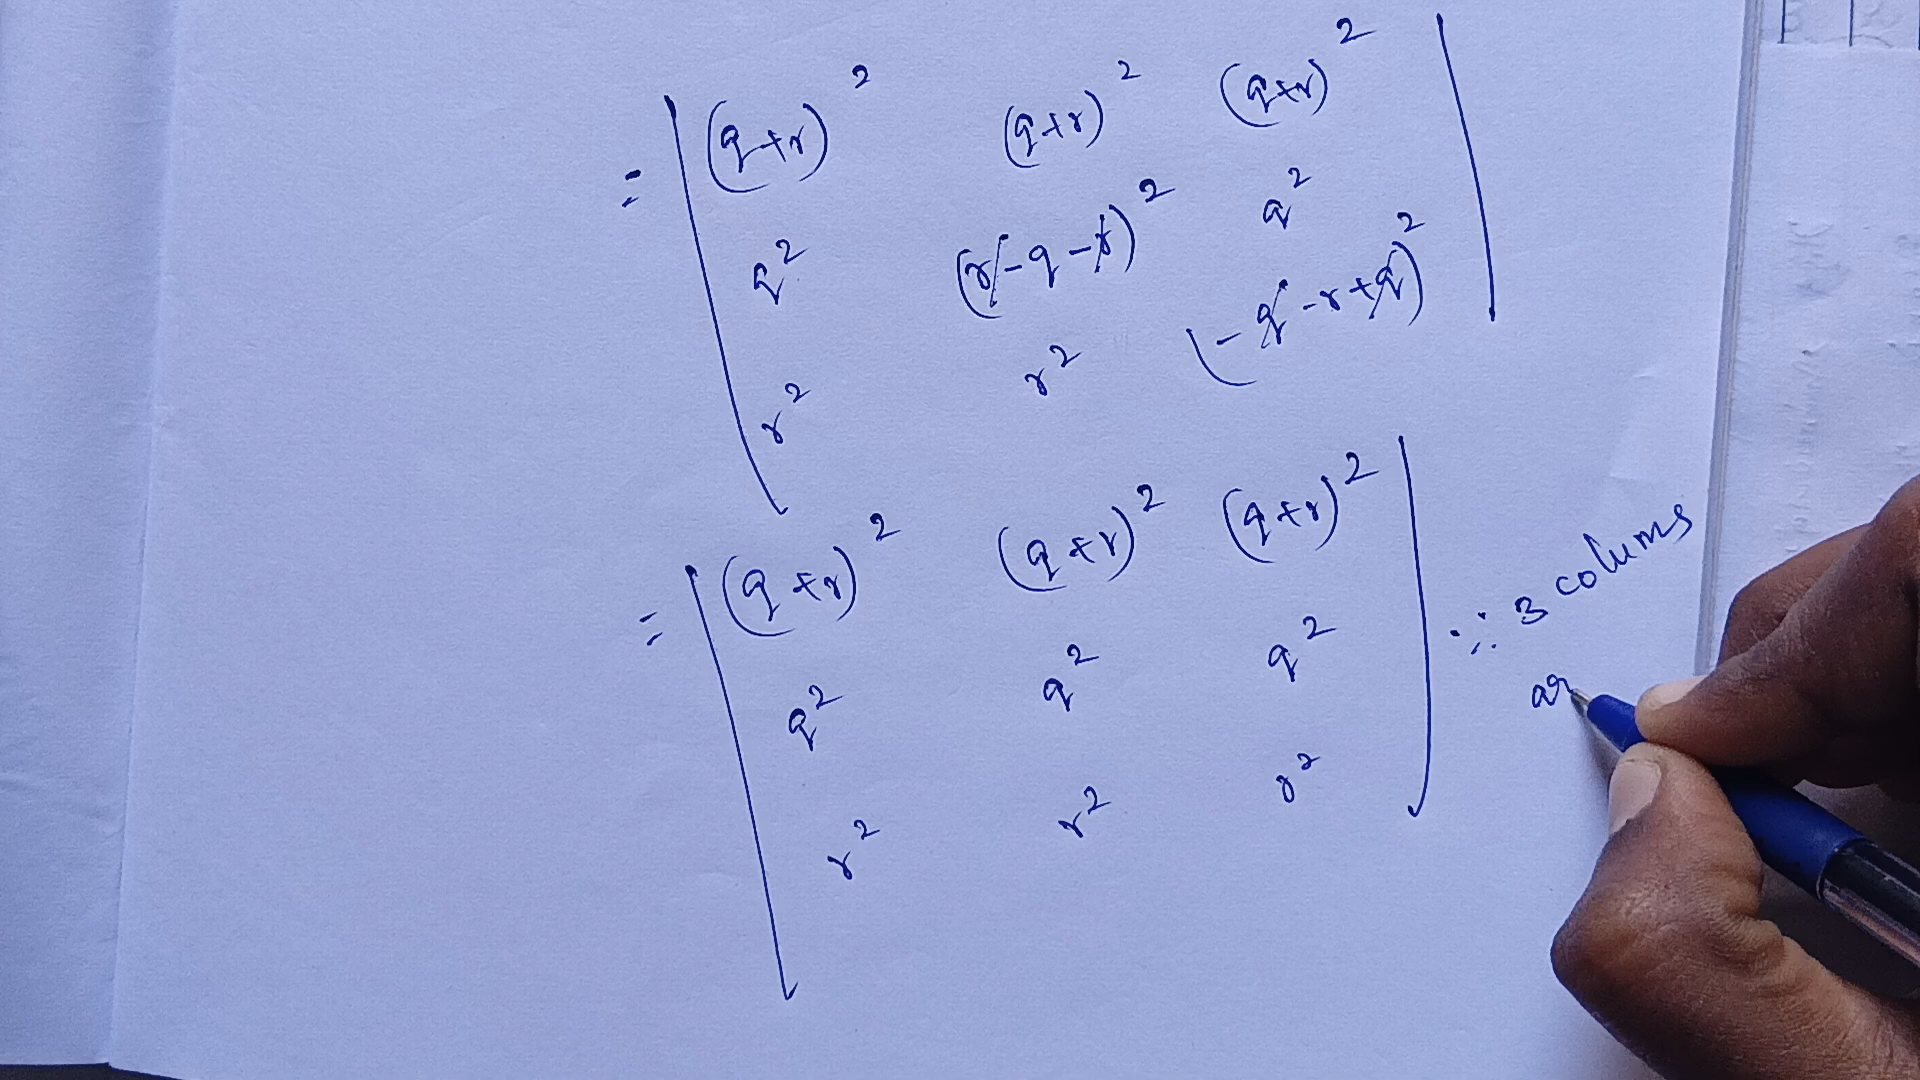 = | (q+r)² (q+r)² (q+r)² |
q² (r-q-r)² q²
r² r² (-q-r+q)²
= | (q+r)² (q+r)² (q+r)² | ∵ 3 colums
q² q² q² ar
r² r² r²